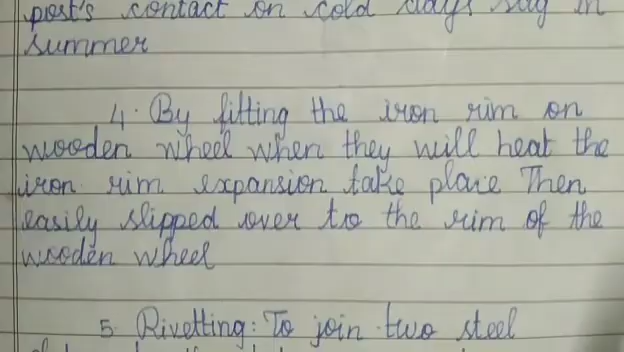 post's contact on cold days sag in
summer
4. By fitting the iron rim on
wooden wheel when they will heat the
iron rim expansion take place Then
easily slipped over to the rim of the
wooden wheel
5. Rivetting: To join two steel